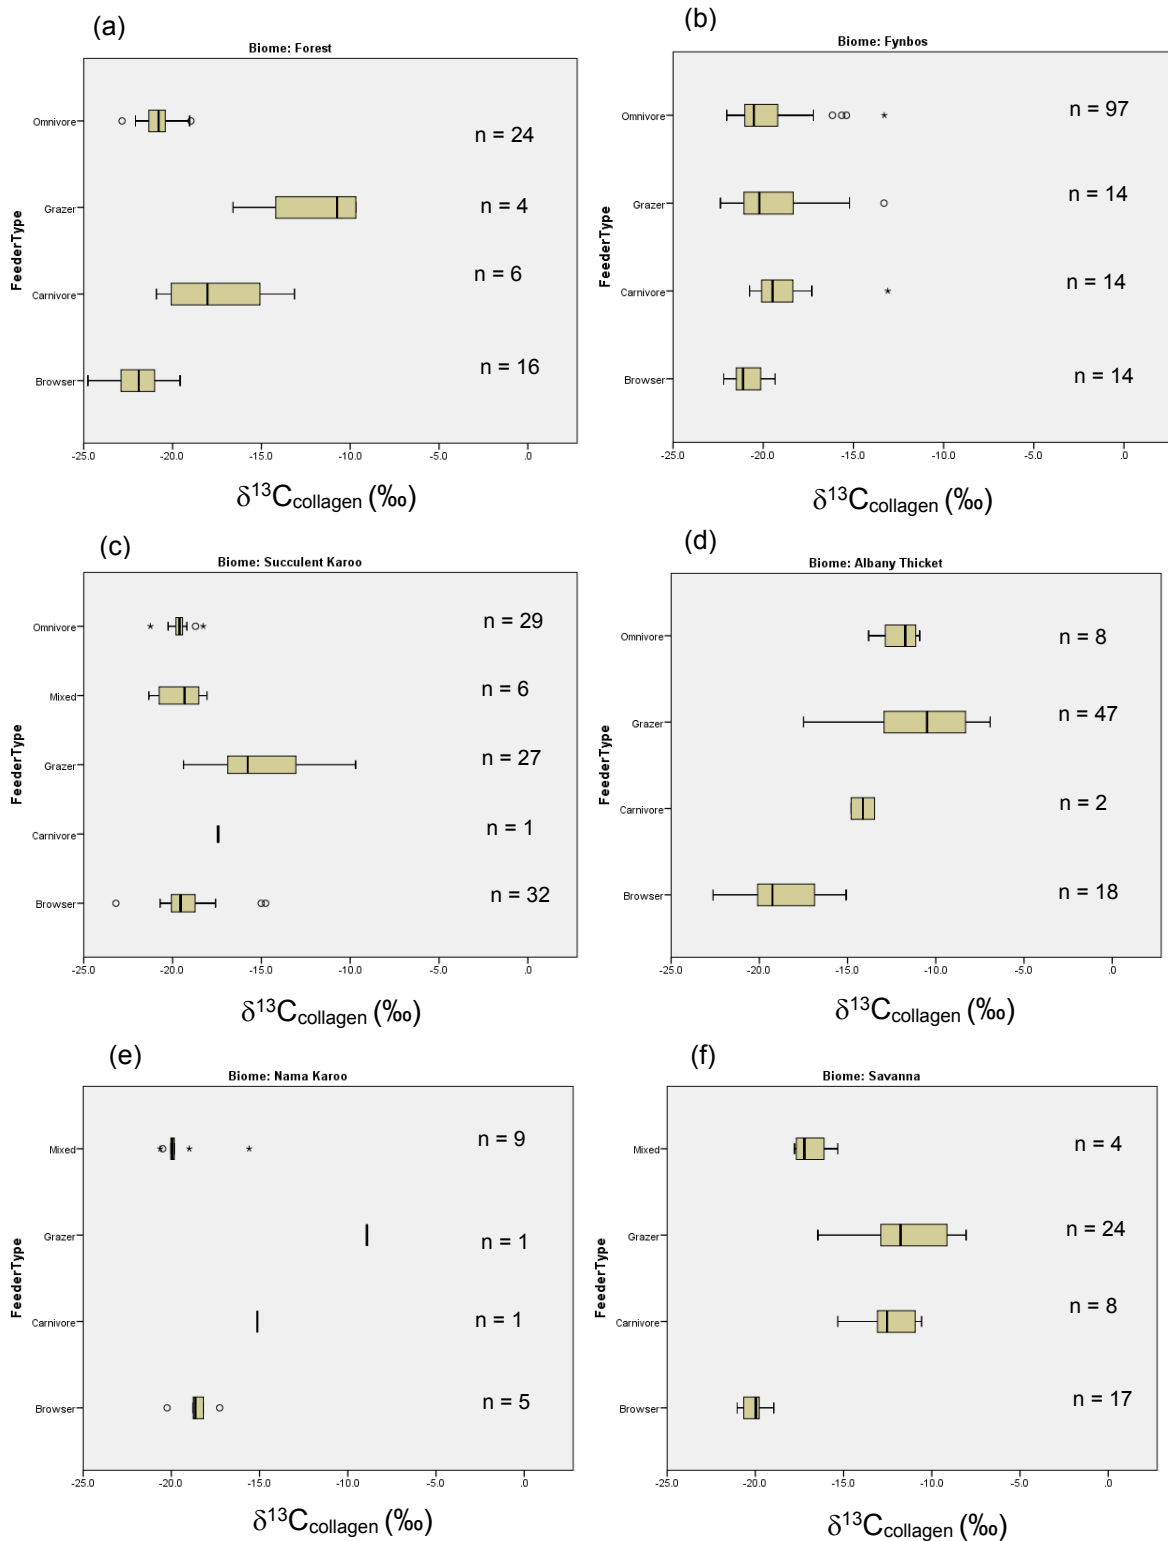 (a)
Biome: Forest
FeederType
Omnivore
n = 24
Grazer
n = 4
Carnivore
n = 6
Browser
n = 16
-25.0 -20.0 -15.0 -10.0 -5.0 .0
δ13Ccollagen (‰)
(b)
Biome: Fynbos
FeederType
Omnivore
n = 97
Grazer
n = 14
Carnivore
n = 14
Browser
n = 14
-25.0 -20.0 -15.0 -10.0 -5.0 .0
δ13Ccollagen (‰)
(c)
Biome: Succulent Karoo
FeederType
Omnivore
n = 29
Mixed
n = 6
Grazer
n = 27
Carnivore
n = 1
Browser
n = 32
-25.0 -20.0 -15.0 -10.0 -5.0 .0
δ13Ccollagen (‰)
(d)
Biome: Albany Thicket
FeederType
Omnivore
n = 8
Grazer
n = 47
Carnivore
n = 2
Browser
n = 18
-25.0 -20.0 -15.0 -10.0 -5.0 .0
δ13Ccollagen (‰)
(e)
Biome: Nama Karoo
FeederType
Mixed
n = 9
Grazer
n = 1
Carnivore
n = 1
Browser
n = 5
-25.0 -20.0 -15.0 -10.0 -5.0 .0
δ13Ccollagen (‰)
(f)
Biome: Savanna
FeederType
Mixed
n = 4
Grazer
n = 24
Carnivore
n = 8
Browser
n = 17
-25.0 -20.0 -15.0 -10.0 -5.0 .0
δ13Ccollagen (‰)